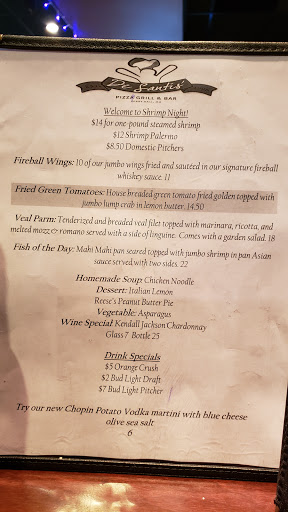 Di Santis'
PIZZA GRILL & BAR
Welcome to Shrimp Night!
$14 for one-pound steamed shrimp
$12 Shrimp Palermo
$8.50 Domestic Pitchers
Fireball Wings: 10 of our jumbo wings fried and sautéed in our signature fireball
whiskey sauce. 11
Fried Green Tomatoes: House breaded green tomato fried golden topped with
jumbo lump crab in lemon butter. 14.50
Veal Parm: Tenderized and breaded veal filet topped with marinara, ricotta, and
melted mozz & romano served with a side of linguine. Comes with a garden salad. 18
Fish of the Day: Mahi Mahi pan seared topped with jumbo shrimp in pan Asian
sauce served with two sides. 22
Homemade Soup: Chicken Noodle
Dessert: Italian Lemon
Reese's Peanut Butter Pie
Vegetable: Asparagus
Wine Special: Kendall Jackson Chardonnay
Glass 7 Bottle 25
Drink Specials
$5 Orange Crush
$2 Bud Light Draft
$7 Bud Light Pitcher
Try our new Chopin Potato Vodka martini with blue cheese
olive sea salt
6